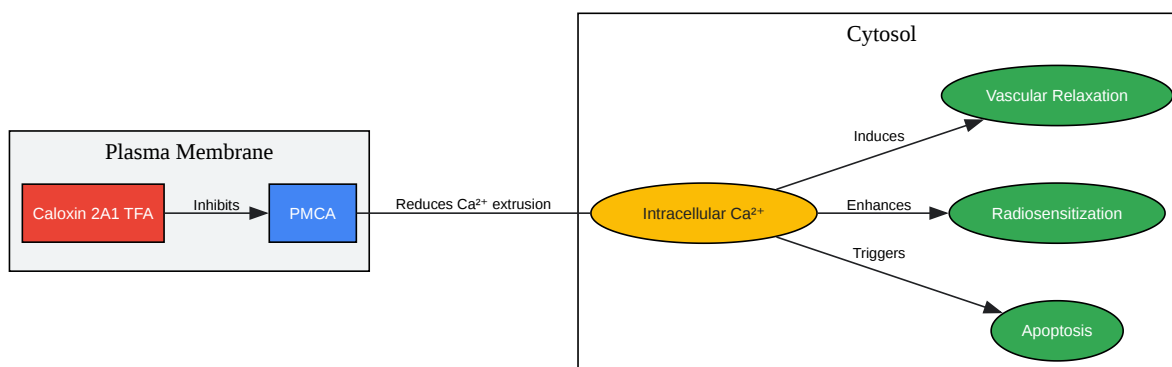 Cytosol
Vascular Relaxation
Induces
Plasma Membrane
Caloxin 2A1 TFA
Inhibits
PMCA
Reduces Ca²⁺ extrusion
Intracellular Ca²⁺
Enhances
Radiosensitization
Triggers
Apoptosis